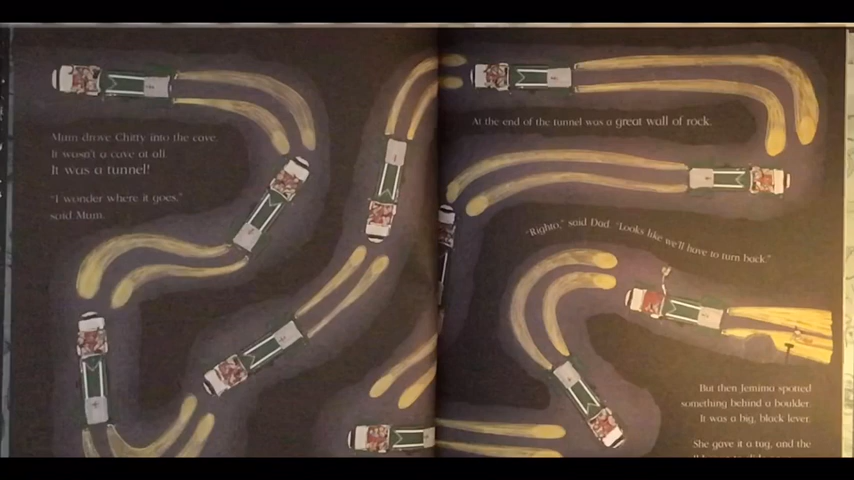 Mum drove Chitty into the cave.
It wasn't a cave at all.
It was a tunnel!
"I wonder where it goes,"
said Mum.
At the end of the tunnel was a great wall of rock.
"Righto," said Dad. "Looks like we'll have to turn back."
But then Jemima spotted
something behind a boulder.
It was a big, black lever.
She gave it a tug, and the